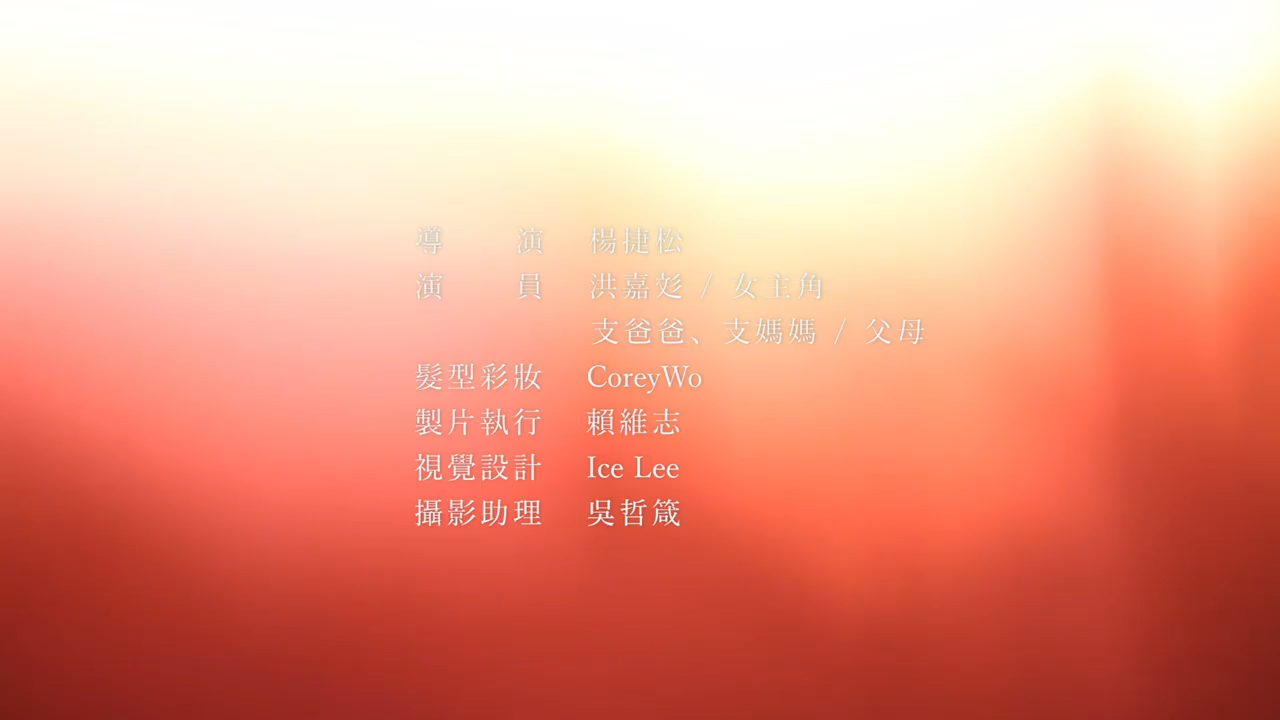 導演 楊捷松
演員 洪嘉彣 / 女主角
支爸爸、支媽媽 / 父母
髮型彩妝 CoreyWo
製片執行 賴維志
視覺設計 Ice Lee
攝影助理 吳哲箴